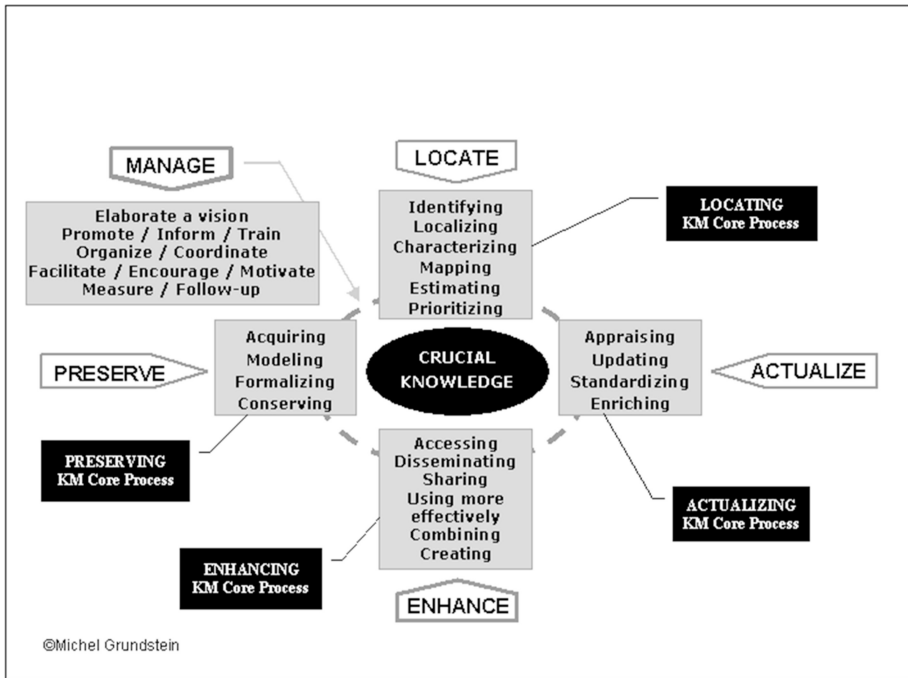 MANAGE
Elaborate a vision
Promote / Inform / Train
Organize / Coordinate
Facilitate / Encourage / Motivate
Measure / Follow-up
LOCATE
Identifying
Localizing
Characterizing
Mapping
Estimating
Prioritizing
LOCATING
KM Core Process
PRESERVE
Acquiring
Modeling
Formalizing
Conserving
CRUCIAL
KNOWLEDGE
Appraising
Updating
Standardizing
Enriching
ACTUALIZE
PRESERVING
KM Core Process
Accessing
Disseminating
Sharing
Using more
effectively
Combining
Creating
ACTUALIZING
KM Core Process
ENHANCING
KM Core Process
ENHANCE
©Michel Grundstein